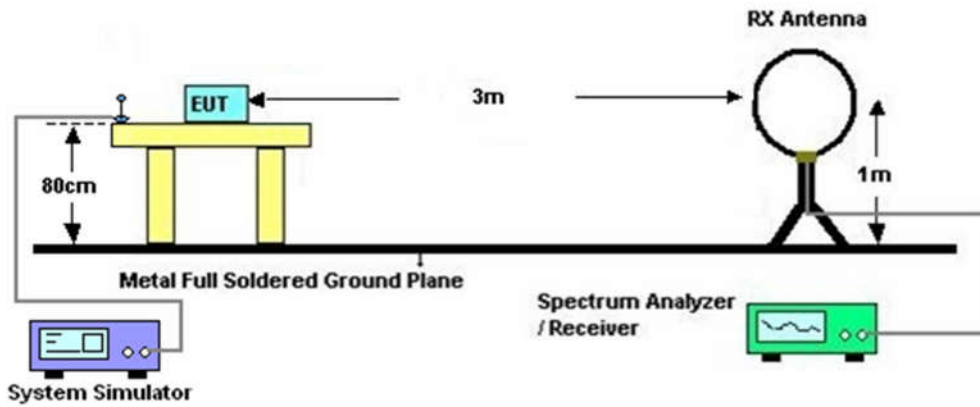 RX Antenna
EUT
3m
80cm
1m
Metal Full Soldered Ground Plane
Spectrum Analyzer
/ Receiver
System Simulator